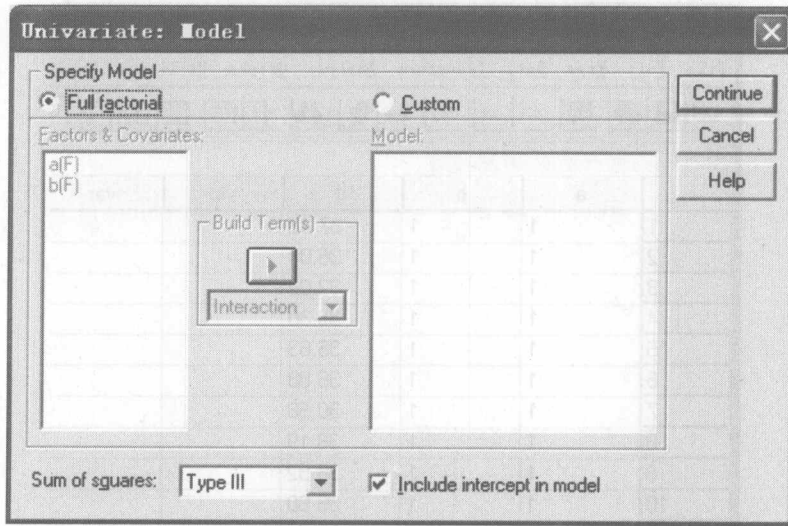 Univariate: Model
Specify Model
Full factorial
Custom
Continue
Cancel
Help
Factors & Covariates:
Model:
a(F)
b(F)
Build Term(s)
Interaction
Sum of squares:
Type III
Include intercept in model